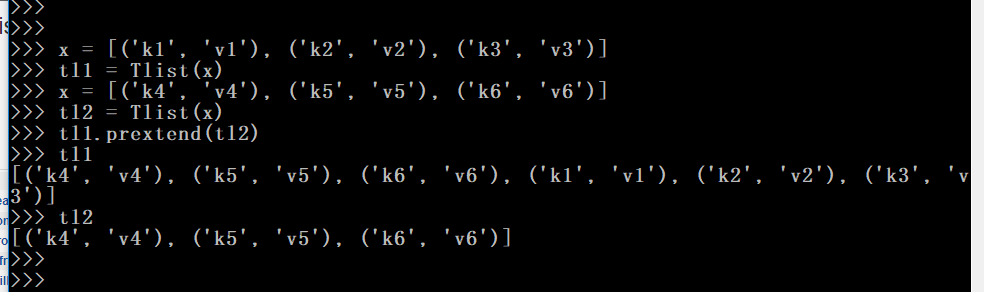 >>>
>>>
>>> x = [('k1', 'v1'), ('k2', 'v2'), ('k3', 'v3')]
>>> tl1 = Tlist(x)
>>> x = [('k4', 'v4'), ('k5', 'v5'), ('k6', 'v6')]
>>> tl2 = Tlist(x)
>>> tl1.prextend(tl2)
>>> tl1
[('k4', 'v4'), ('k5', 'v5'), ('k6', 'v6'), ('k1', 'v1'), ('k2', 'v2'), ('k3', 'v
3')]
>>> tl2
[('k4', 'v4'), ('k5', 'v5'), ('k6', 'v6')]
>>>
>>>